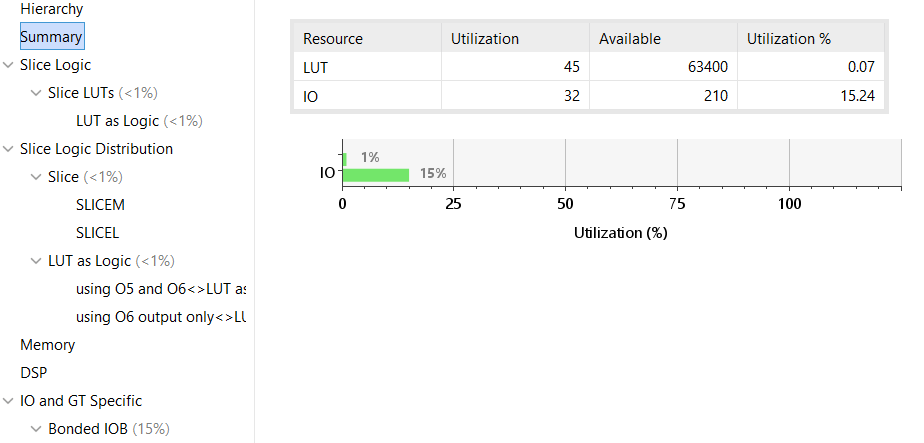 Hierarchy
Summary
Slice Logic
Slice LUTs (<1%)
LUT as Logic (<1%)
Slice Logic Distribution
Slice (<1%)
SLICEM
SLICEL
LUT as Logic (<1%)
using O5 and O6<>LUT as
using O6 output only<>LU
Memory
DSP
IO and GT Specific
Bonded IOB (15%)
Resource Utilization Available Utilization %
LUT 45 63400 0.07
IO 32 210 15.24
1%
IO 15%
0 25 50 75 100
Utilization (%)